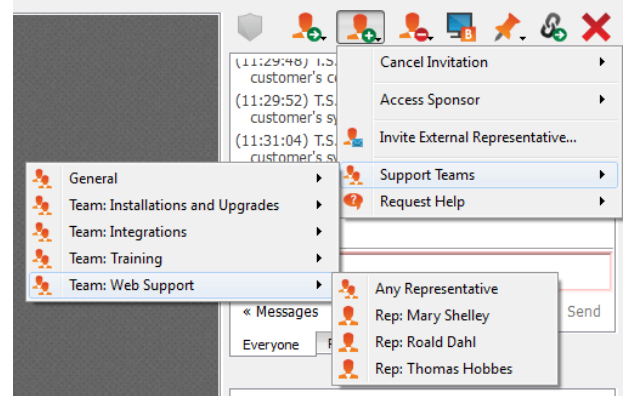 (11:29:48) T.S.
customer's
(11:29:52) T.S.
customer's sy
(11:31:04) T.S.
customer's sy
Cancel Invitation
Access Sponsor
Invite External Representative...
Support Teams
Request Help
General
Team: Installations and Upgrades
Team: Integrations
Team: Training
Team: Web Support
Any Representative
Rep: Mary Shelley
Rep: Roald Dahl
Rep: Thomas Hobbes
« Messages
Send
Everyone